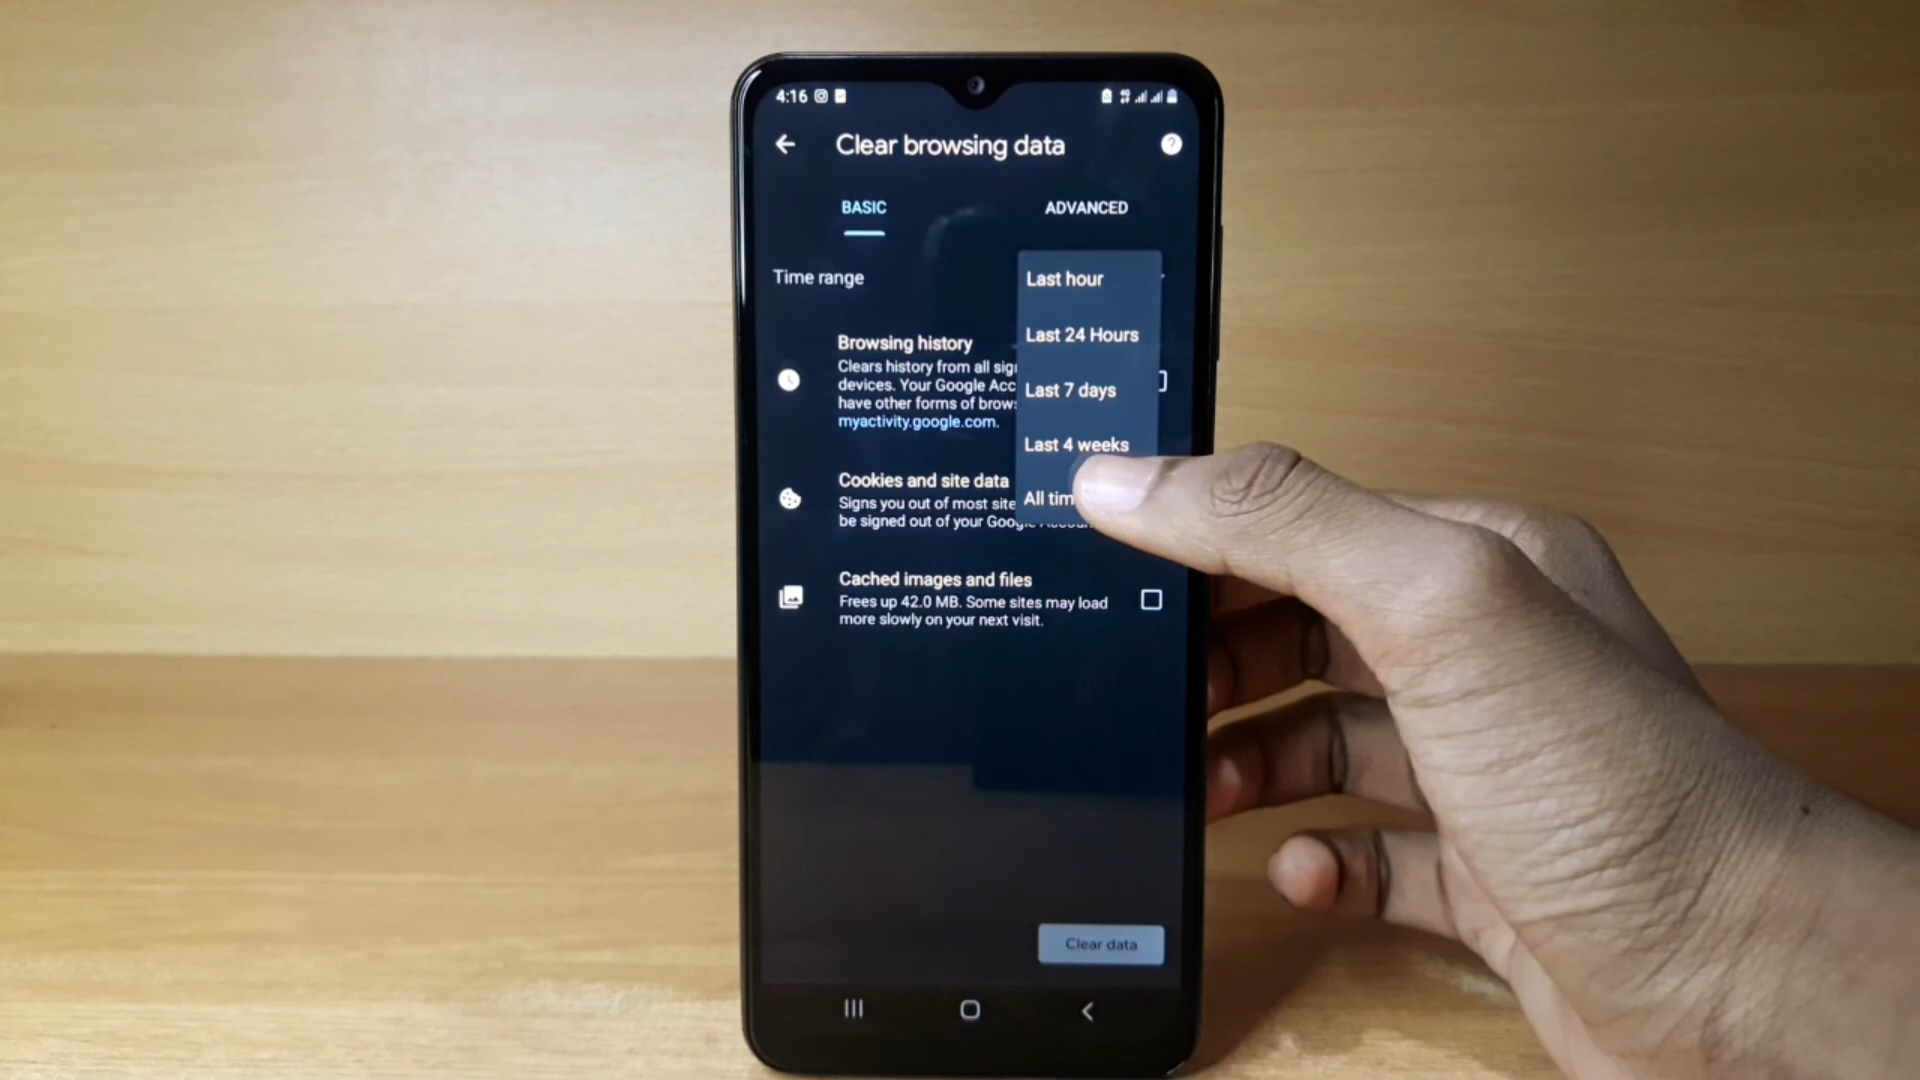 4:16
Clear browsing data
BASIC
ADVANCED
Time range
Last hour
Last 24 Hours
Last 7 days
Last 4 weeks
All tim
Browsing history
Clears history from all sig
devices. Your Google Acc
have other forms of brow
myactivity.google.com.
Cookies and site data
Signs you out of most site
be signed out of your Google
Cached images and files
Frees up 42.0 MB. Some sites may load
more slowly on your next visit.
Clear data